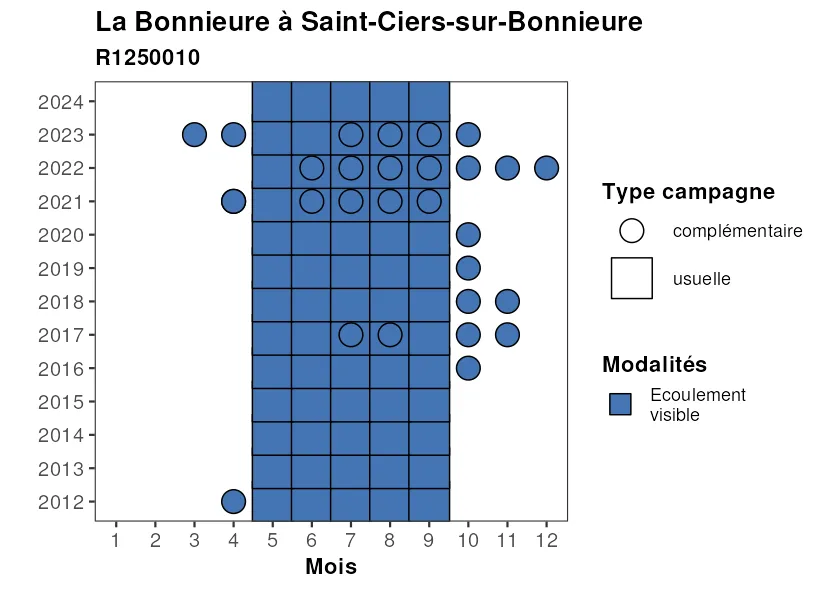 La Bonnieure à Saint-Ciers-sur-Bonnieure
R1250010
2024
2023
2022
2021
2020
2019
2018
2017
2016
2015
2014
2013
2012
1 2 3 4 5 6 7 8 9 10 11 12
Mois
Type campagne
complémentaire
usuelle
Modalités
Ecoulement
visible